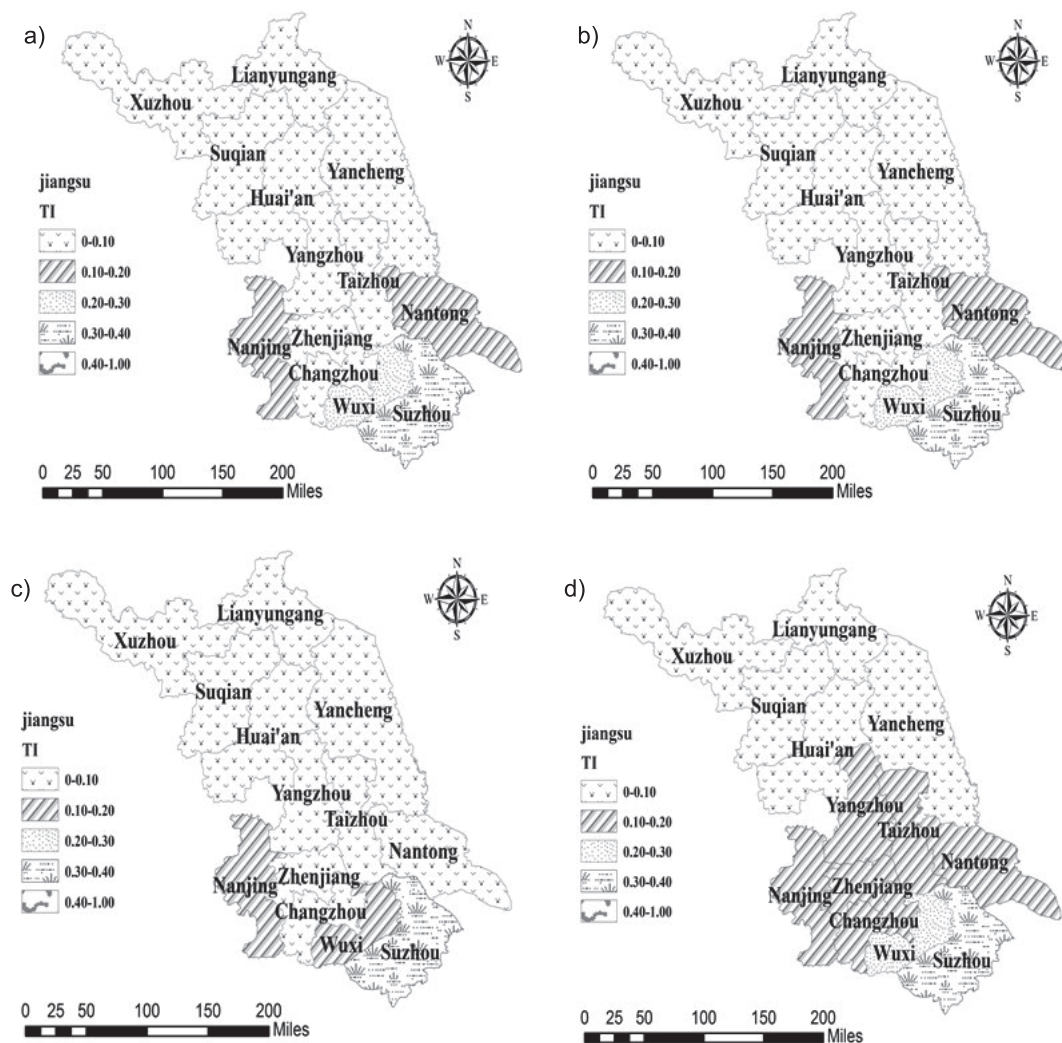 a)
N
W E
S
Lianyungang
Xuzhou
Suqian
Yancheng
Huai'an
jiangsu
TI
0-0.10
0.10-0.20
0.20-0.30
0.30-0.40
0.40-1.00
Yangzhou
Taizhou
Nantong
Zhenjiang
Nanjing
Changzhou
Wuxi
Suzhou
0 25 50 100 150 200
Miles
b)
N
W E
S
Lianyungang
Xuzhou
Suqian
Yancheng
Huai'an
jiangsu
TI
0-0.10
0.10-0.20
0.20-0.30
0.30-0.40
0.40-1.00
Yangzhou
Taizhou
Nantong
Zhenjiang
Nanjing
Changzhou
Wuxi
Suzhou
0 25 50 100 150 200
Miles
c)
N
W E
S
Lianyungang
Xuzhou
Suqian
Yancheng
Huai'an
jiangsu
TI
0-0.10
0.10-0.20
0.20-0.30
0.30-0.40
0.40-1.00
Yangzhou
Taizhou
Nantong
Zhenjiang
Nanjing
Changzhou
Wuxi
Suzhou
0 25 50 100 150 200
Miles
d)
N
W E
S
Lianyungang
Xuzhou
Suqian
Yancheng
Huai'an
jiangsu
TI
0-0.10
0.10-0.20
0.20-0.30
0.30-0.40
0.40-1.00
Yangzhou
Taizhou
Nantong
Zhenjiang
Nanjing
Changzhou
Wuxi
Suzhou
0 25 50 100 150 200
Miles